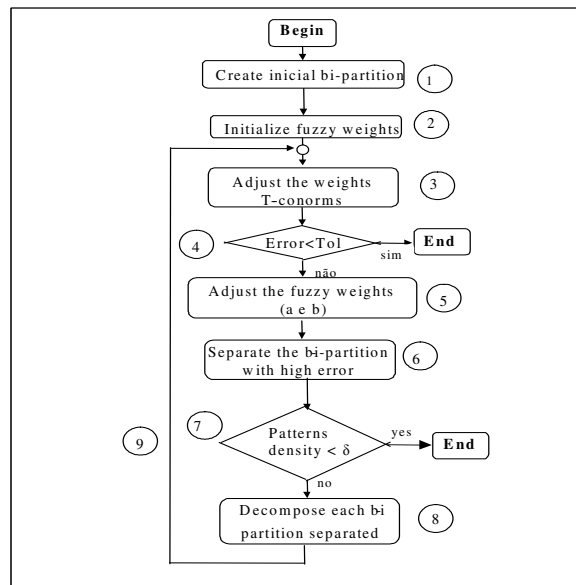 Begin
Create inicial bi-partition
1
Initialize fuzzy weights
2
Adjust the weights
T-conorms
3
4
Error<Tol
sim
End
não
Adjust the fuzzy weights
(a e b)
5
Separate the bi-partition
with high error
6
7
Patterns
density < δ
yes
End
9
no
Decompose each bi
partition separated
8